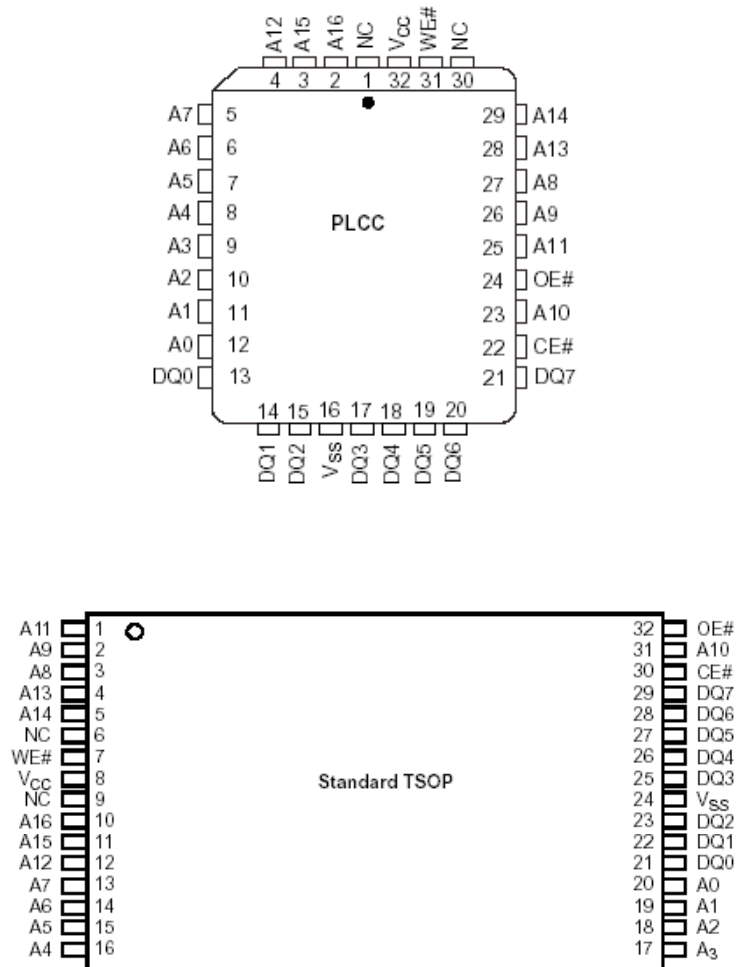 A12 A15 A16 NC VCC WE# NC
4 3 2 1 32 31 30
A7 5 29 A14
A6 6 28 A13
A5 7 27 A8
A4 8 26 A9
PLCC
A3 9 25 A11
A2 10 24 OE#
A1 11 23 A10
A0 12 22 CE#
DQ0 13 21 DQ7
14 15 16 17 18 19 20
DQ1 DQ2 VSS DQ3 DQ4 DQ5 DQ6
A11 1 32 OE#
A9 2 31 A10
A8 3 30 CE#
A13 4 29 DQ7
A14 5 28 DQ6
NC 6 27 DQ5
WE# 7 26 DQ4
VCC 8 Standard TSOP 25 DQ3
NC 9 24 VSS
A16 10 23 DQ2
A15 11 22 DQ1
A12 12 21 DQ0
A7 13 20 A0
A6 14 19 A1
A5 15 18 A2
A4 16 17 A3